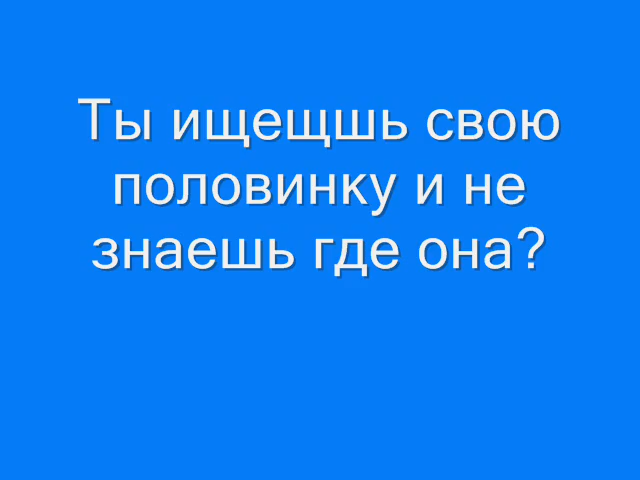 Ты ищещшь свою
половинку и не
знаешь где она?